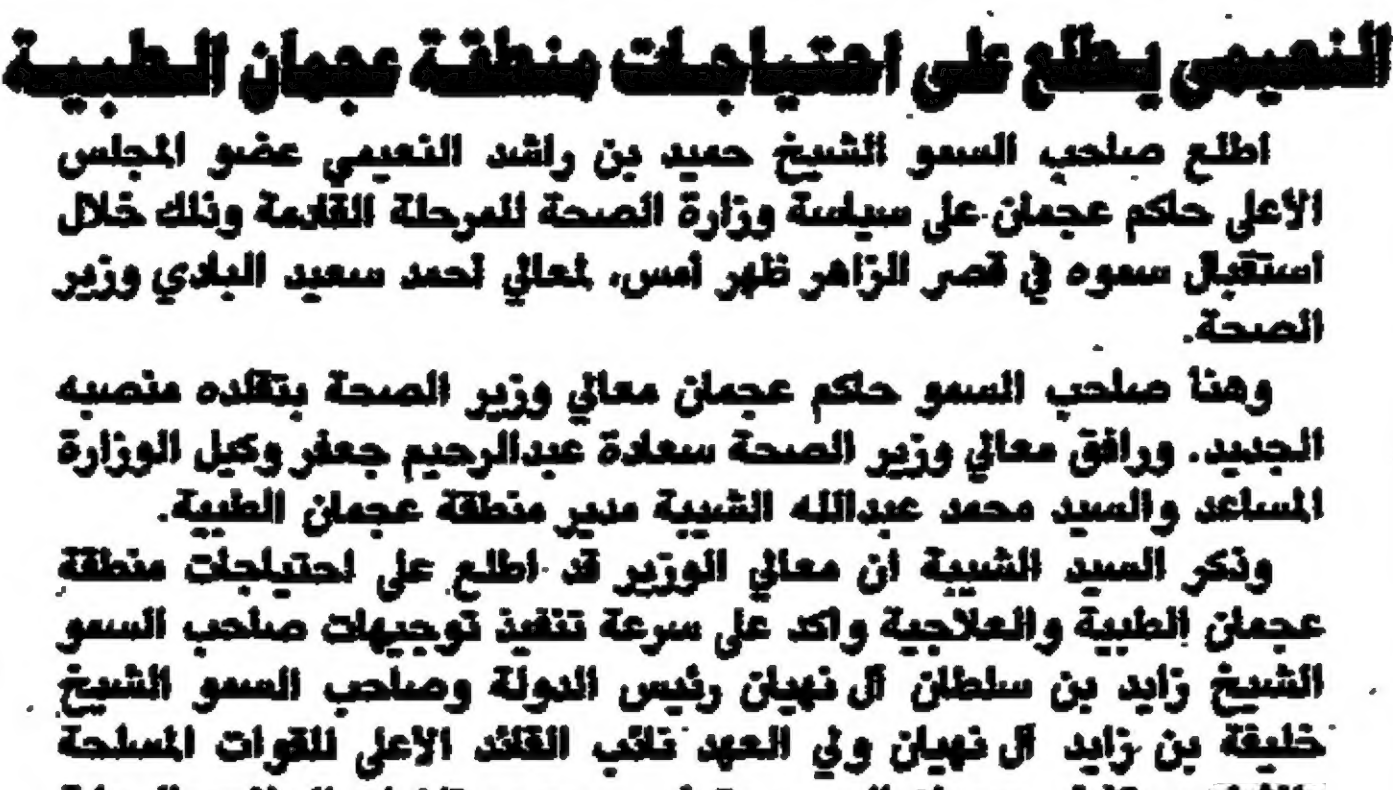 النعيمي يطلع على احتياجات منطقة عجمان الطبية
اطلع صاحب السمو الشيخ حميد بن راشد النعيمي عضو المجلس
الأعلى حاكم عجمان على سياسة وزارة الصحة للمرحلة القادمة وذلك خلال
استقبال سموه في قصر الزاهر ظهر أمس، لمعالي أحمد سعيد البادي وزير
الصحة.
وهنأ صاحب السمو حاكم عجمان معالي وزير الصحة بتقلده منصبه
الجديد. ورافق معالي وزير الصحة سعادة عبدالرحيم جعفر وكيل الوزارة
المساعد والسيد محمد عبدالله الشيبة مدير منطقة عجمان الطبية.
وذكر السيد الشيبة ان معالي الوزير قد اطلع على احتياجات منطقة
عجمان الطبية والعلاجية واكد على سرعة تنفيذ توجيهات صاحب السمو
الشيخ زايد بن سلطان آل نهيان رئيس الدولة وصاحب السمو الشيخ
خليفة بن زايد آل نهيان ولي العهد نائب القائد الأعلى للقوات المسلحة